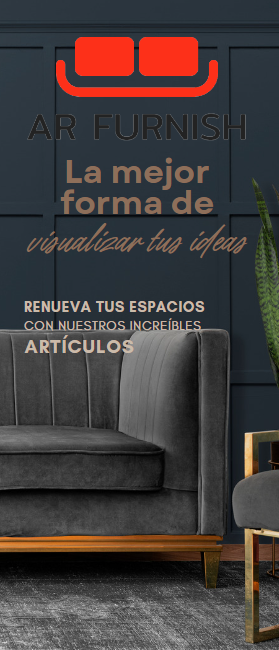 AR FURNISH
La mejor
forma de
visualizar tus ideas
RENUEVA TUS ESPACIOS
CON NUESTROS INCREÍBLES
ARTÍCULOS